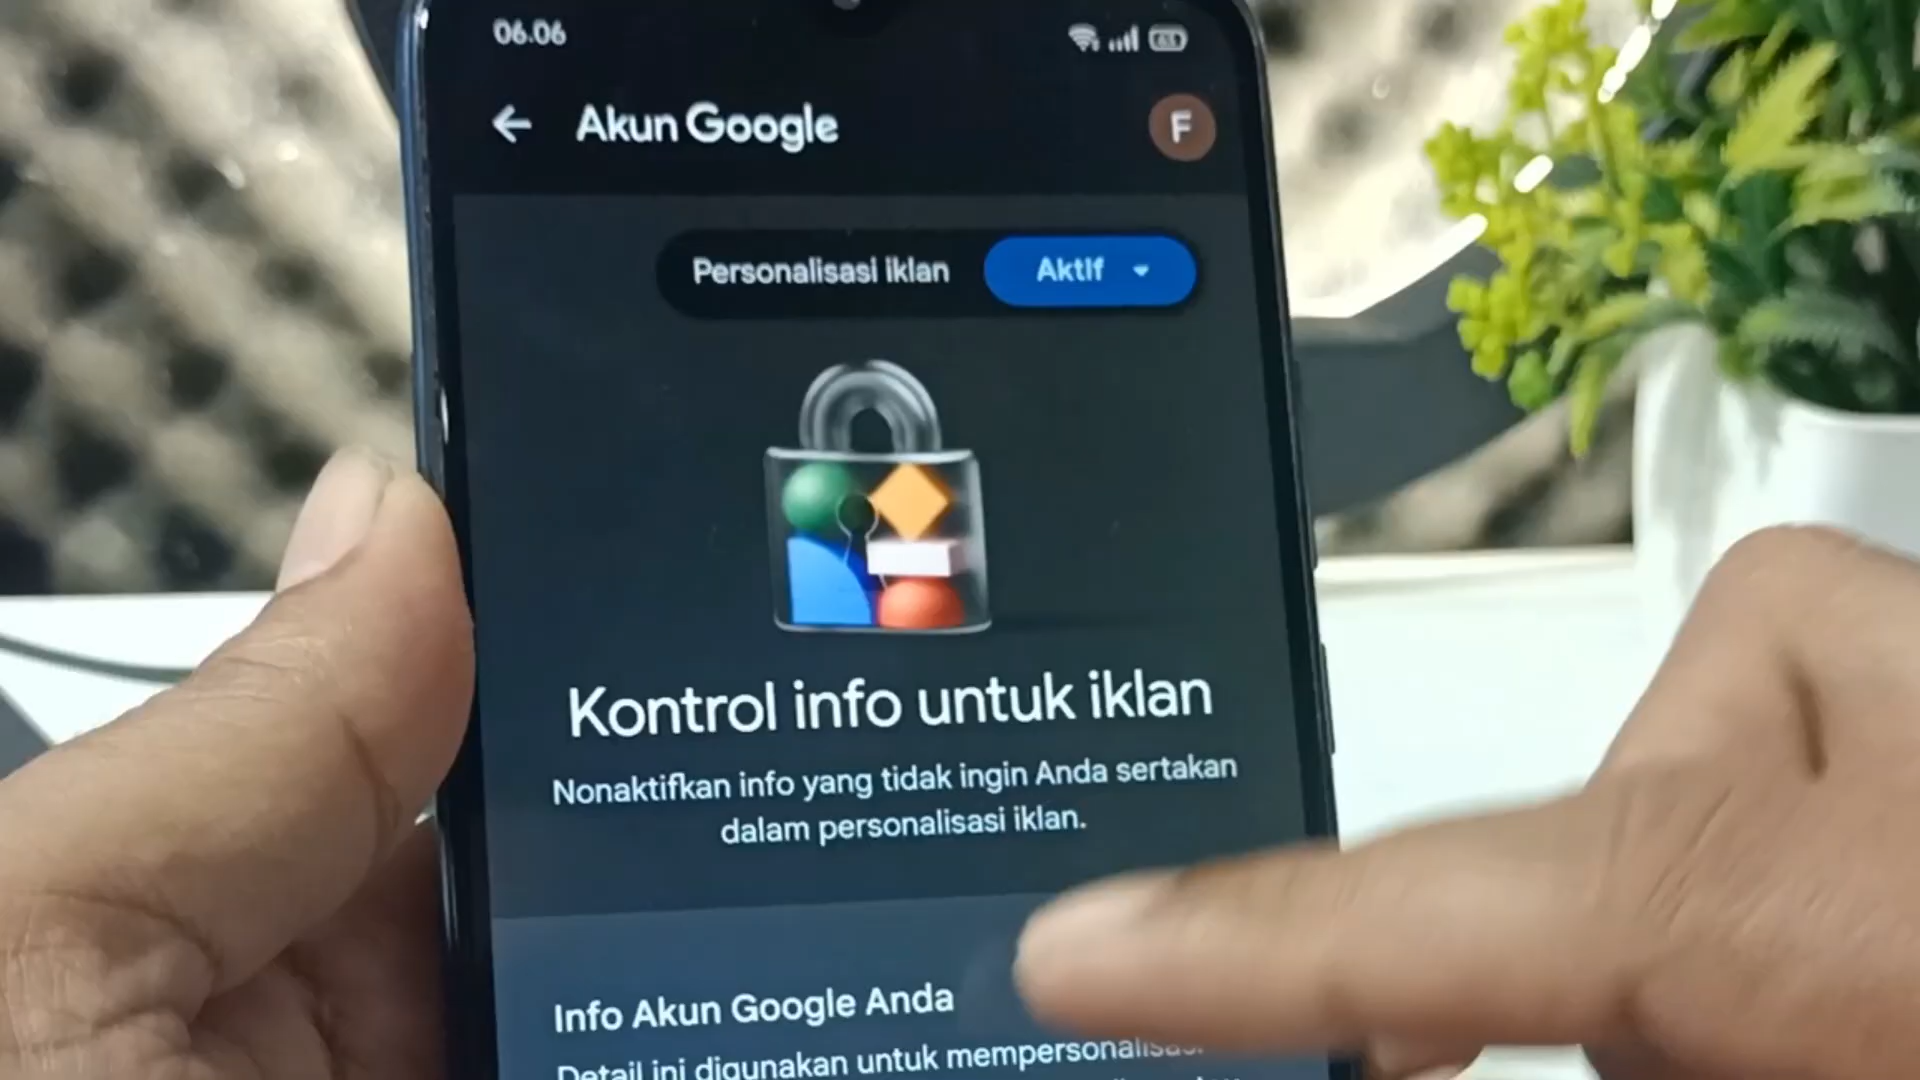 06.06
Akun Google
F
Personalisasi iklan
Aktif
Kontrol info untuk iklan
Nonaktifkan info yang tidak ingin Anda sertakan
dalam personalisasi iklan.
Info Akun Google Anda
Detail ini digunakan untuk mempersonalisasi